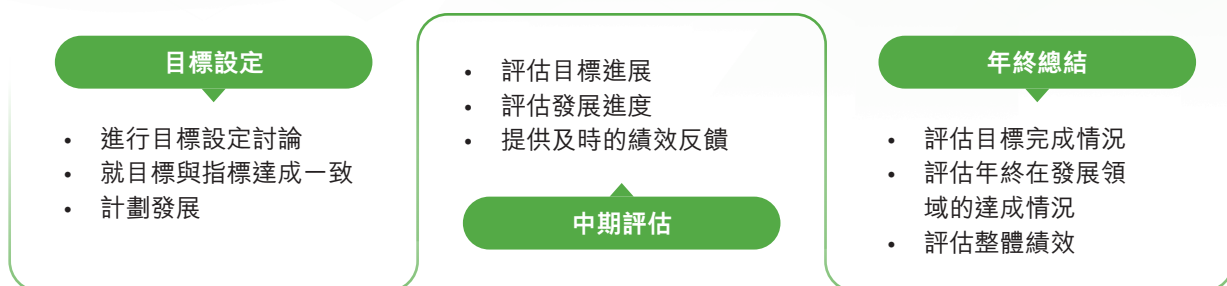 目標設定
• 進行目標設定討論
• 就目標與指標達成一致
• 計劃發展
• 評估目標進展
• 評估發展進度
• 提供及時的績效反饋
中期評估
年終總結
• 評估目標完成情況
• 評估年終在發展領
域的達成情況
• 評估整體績效